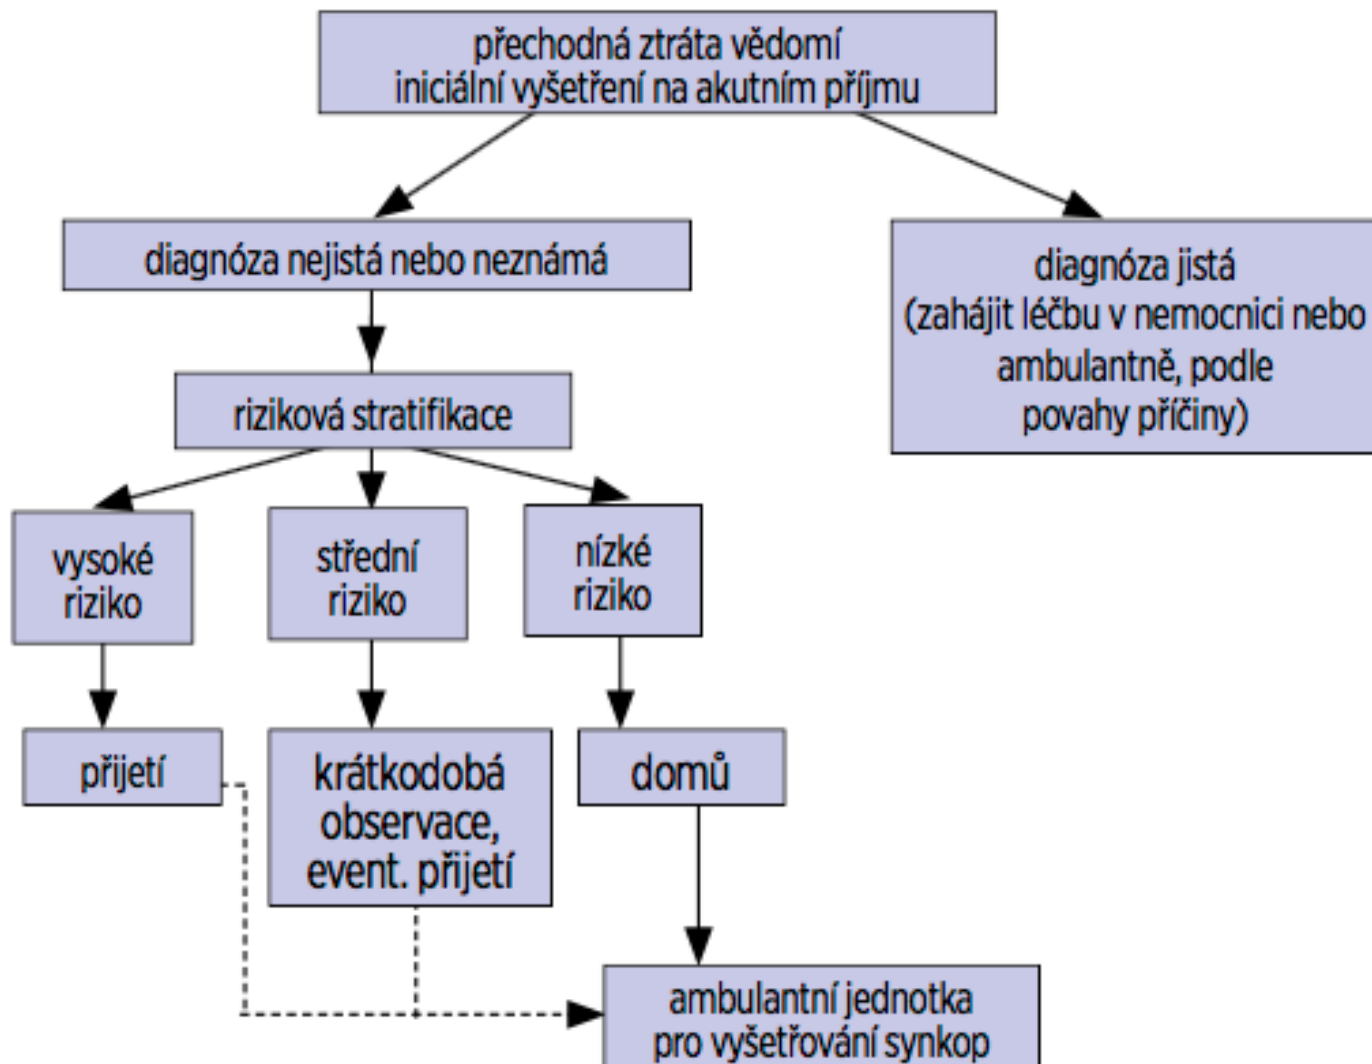 přechodná ztráta vědomí
iniciální vyšetření na akutním příjmu
diagnóza nejistá nebo neznámá
diagnóza jistá
(zahájit léčbu v nemocnici nebo
ambulantně, podle
povahy příčiny)
riziková stratifikace
vysoké
riziko
střední
riziko
nízké
riziko
přijetí
krátkodobá
observace,
event. přijetí
domů
ambulantní jednotka
pro vyšetřování synkop